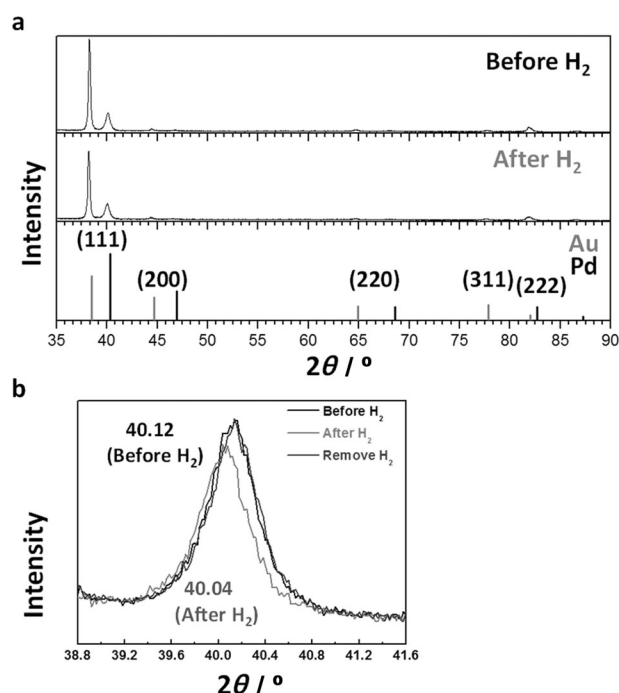 a
Before H2
After H2
Intensity
(111)
(200)
(220)
(311)
(222)
Au
Pd
35 40 45 50 55 60 65 70 75 80 85 90
2θ / º
b
40.12
(Before H2)
Before H2
After H2
Remove H2
40.04
(After H2)
Intensity
38.8 39.2 39.6 40.0 40.4 40.8 41.2 41.6
2θ / º